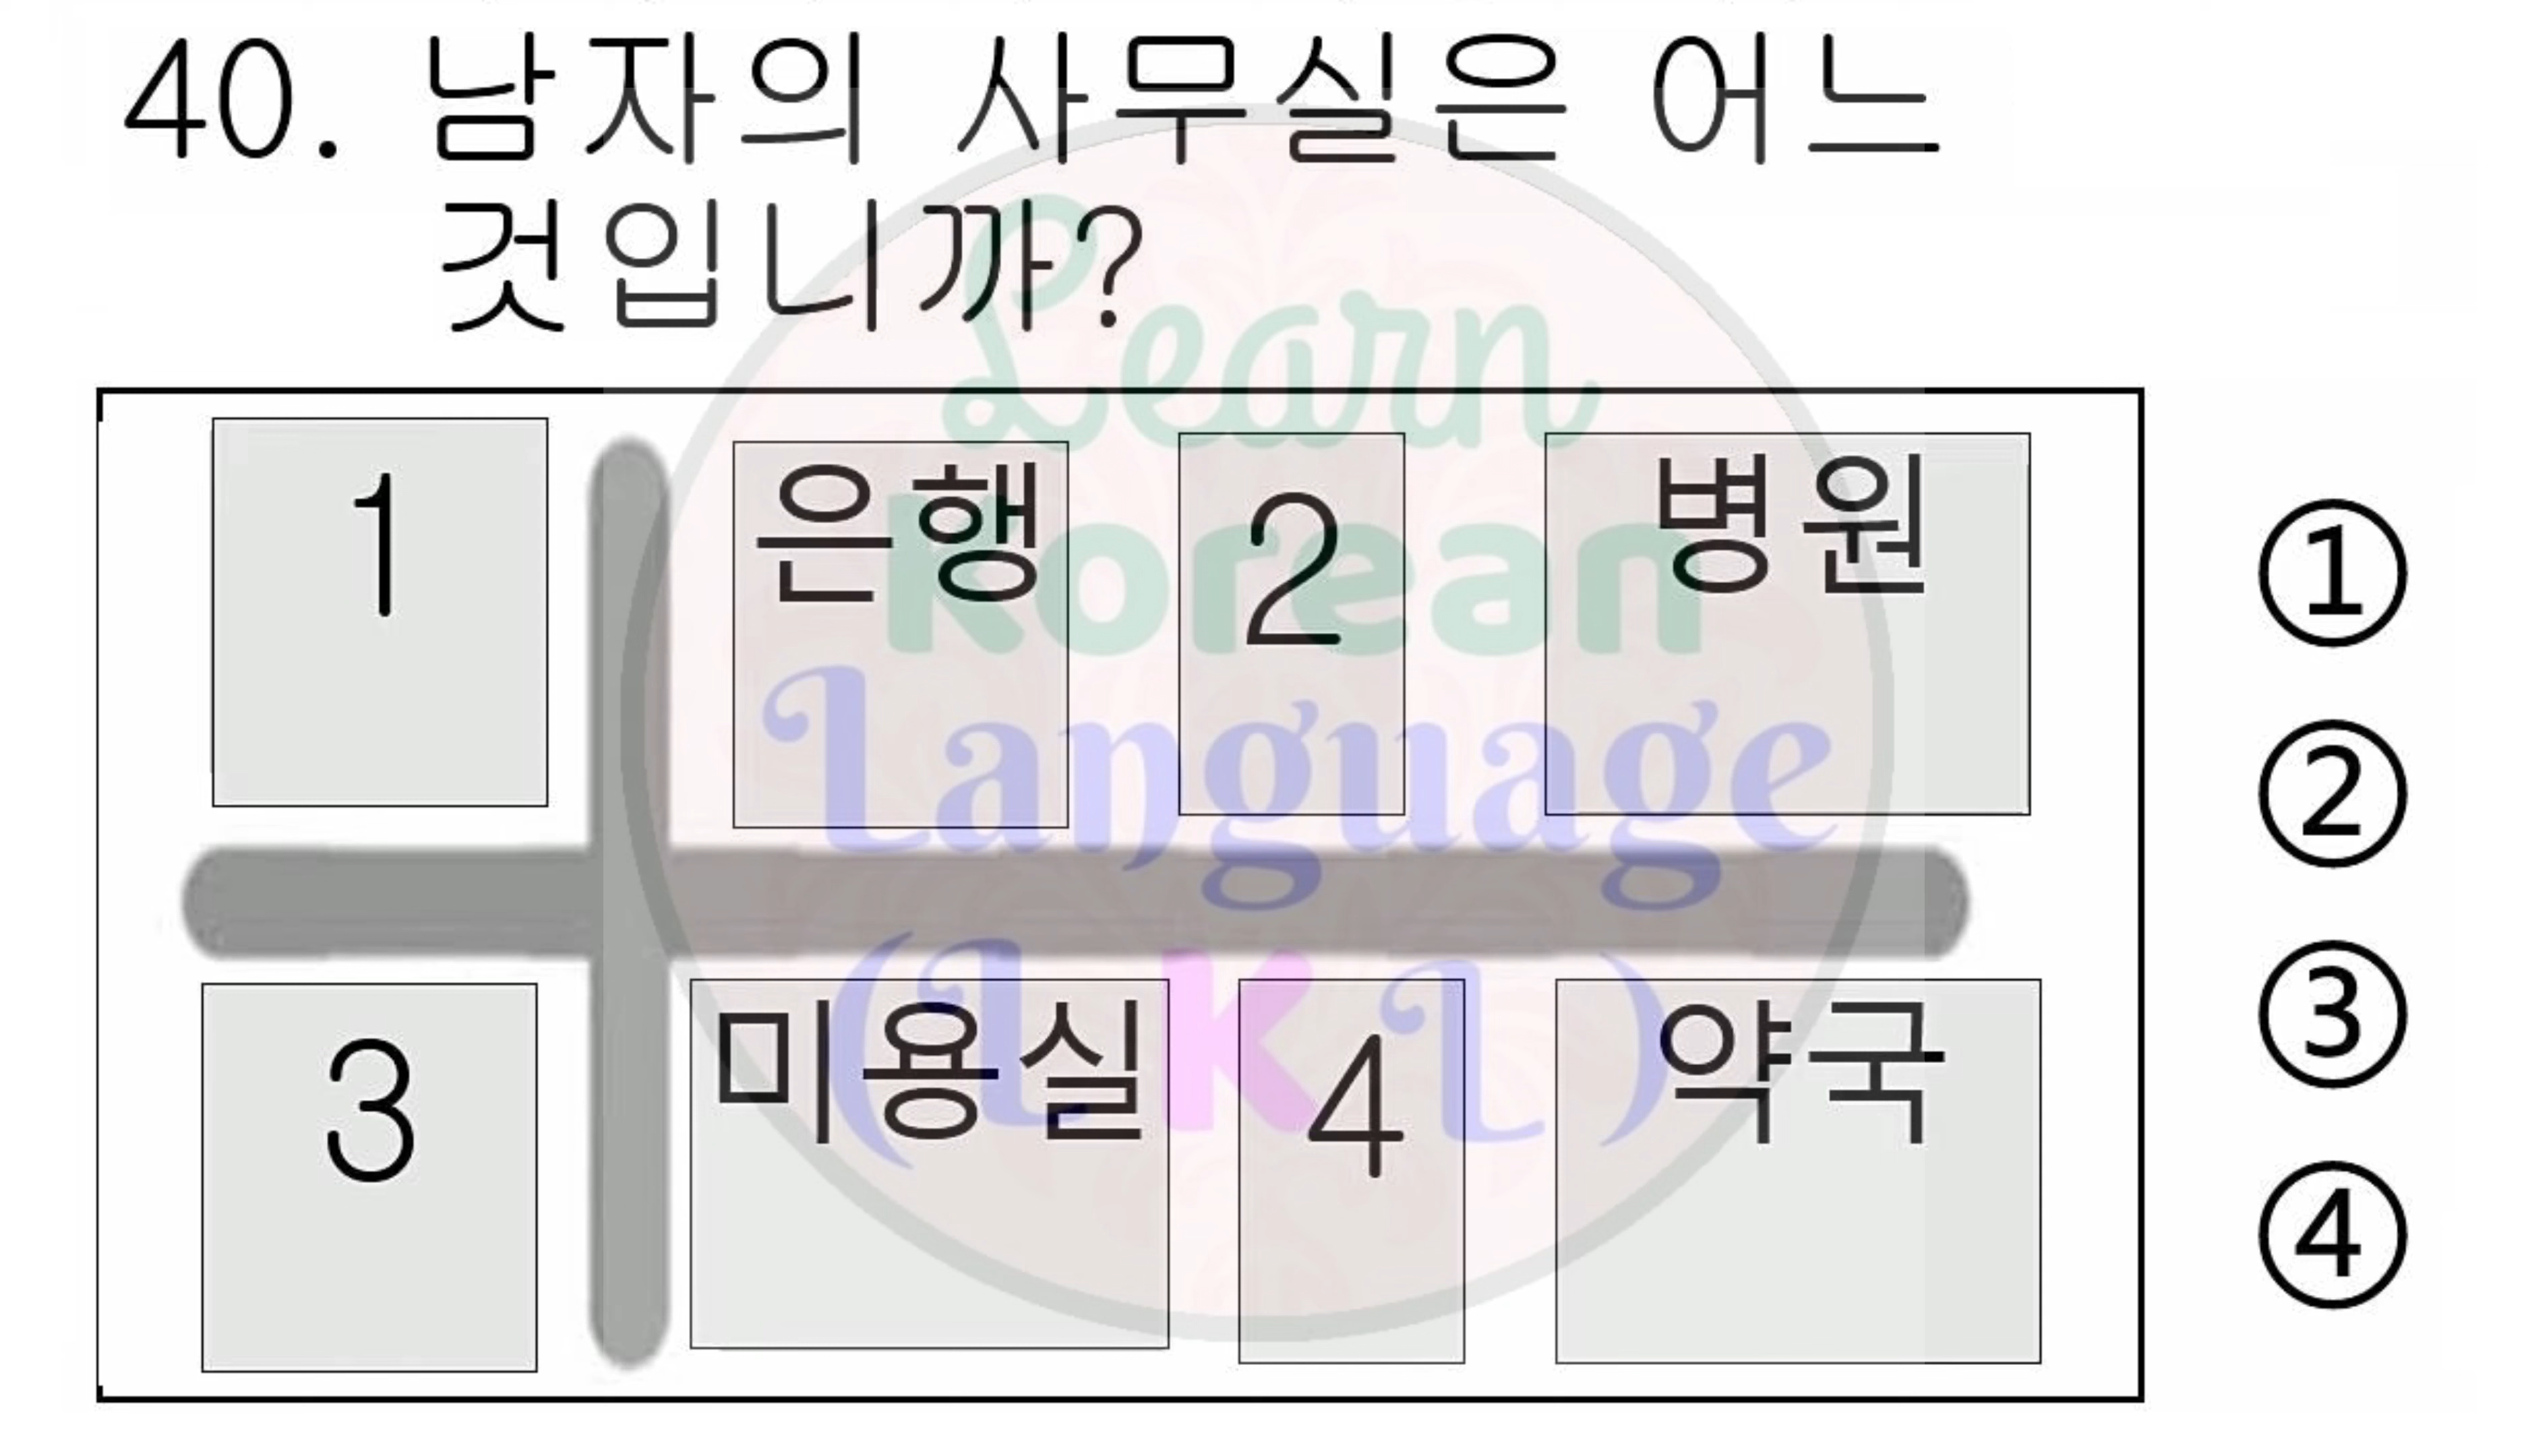 40. 남자의 사무실은 어느
것입니까?
1 은행 2 병원
3 미용실 4 약국
①
②
③
④
Learn
Korean
Language
(LKL)